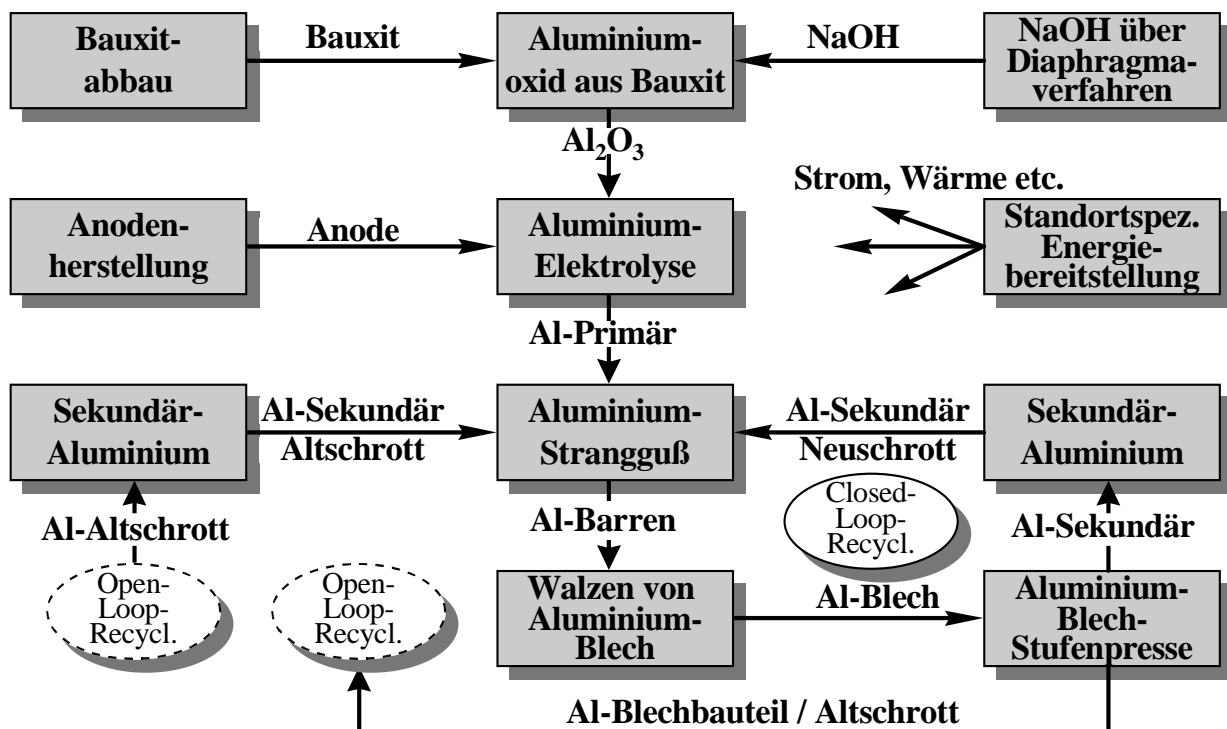 Bauxit-
abbau
Bauxit
Aluminium-
oxid aus Bauxit
NaOH
NaOH über
Diaphragma-
verfahren
Al₂O₃
Anoden-
herstellung
Anode
Aluminium-
Elektrolyse
Strom, Wärme etc.
Standortspez.
Energie-
bereitstellung
Al-Primär
Sekundär-
Aluminium
Al-Sekundär
Altschrott
Aluminium-
Strangguß
Al-Sekundär
Neuschrott
Sekundär-
Aluminium
Al-Altschrott
Al-Barren
Closed-
Loop-
Recycl.
Al-Sekundär
Open-
Loop-
Recycl.
Open-
Loop-
Recycl.
Walzen von
Aluminium-
Blech
Al-Blech
Aluminium-
Blech-
Stufenpresse
Al-Blechbauteil / Altschrott